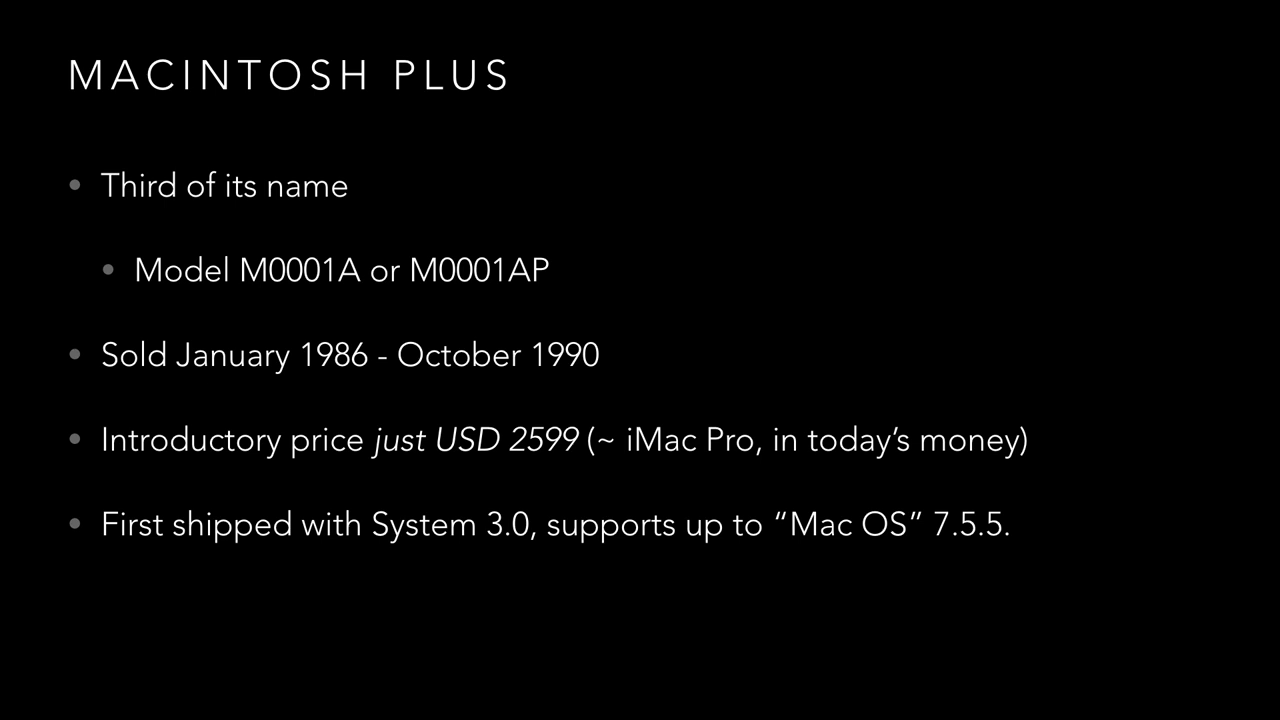 MACINTOSH PLUS
• Third of its name
• Model M0001A or M0001AP
• Sold January 1986 - October 1990
• Introductory price just USD 2599 (~ iMac Pro, in today’s money)
• First shipped with System 3.0, supports up to “Mac OS” 7.5.5.